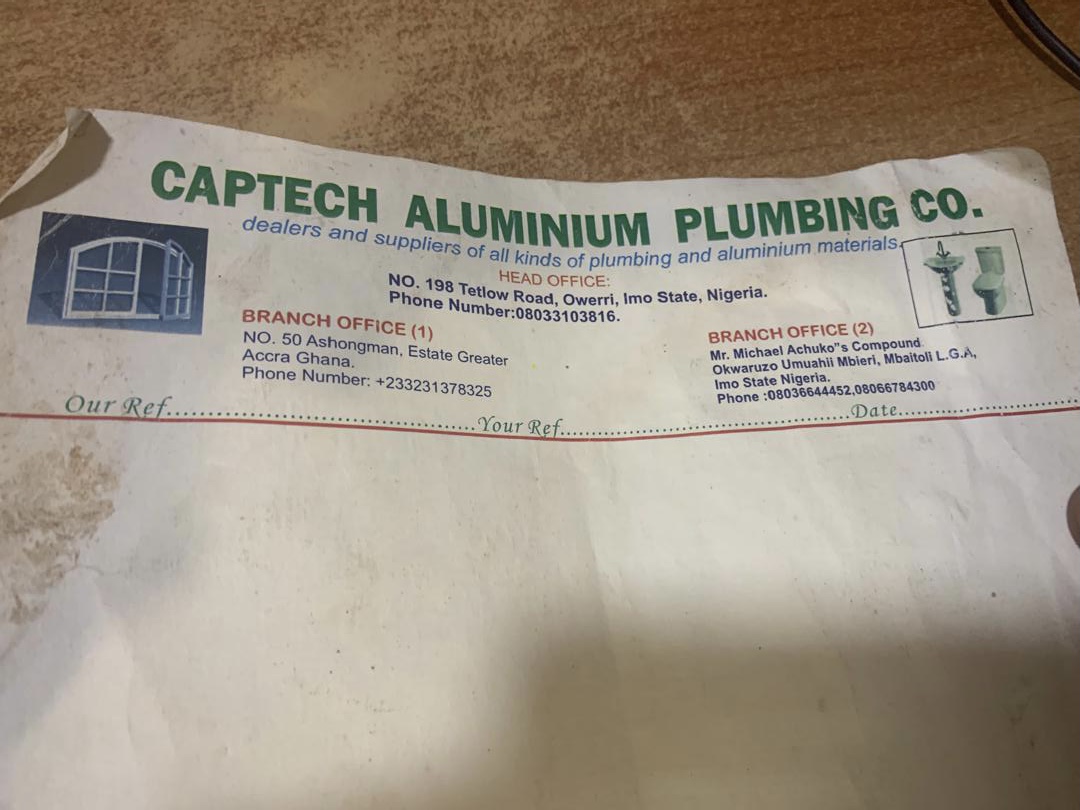 CAPTECH ALUMINIUM PLUMBING CO.
dealers and suppliers of all kinds of plumbing and aluminium materials.
HEAD OFFICE:
NO. 198 Tetlow Road, Owerri, Imo State, Nigeria.
Phone Number:08033103816.
BRANCH OFFICE (1)
NO. 50 Ashongman, Estate Greater
Accra Ghana.
Phone Number: +233231378325
BRANCH OFFICE (2)
Mr. Michael Achuko"s Compound
Okwaruzo Umuahii Mbieri, Mbaitoli L.G.A,
Imo State Nigeria.
Phone :08036644452,08066784300
Our Ref.......................................Your Ref.......................................Date........................